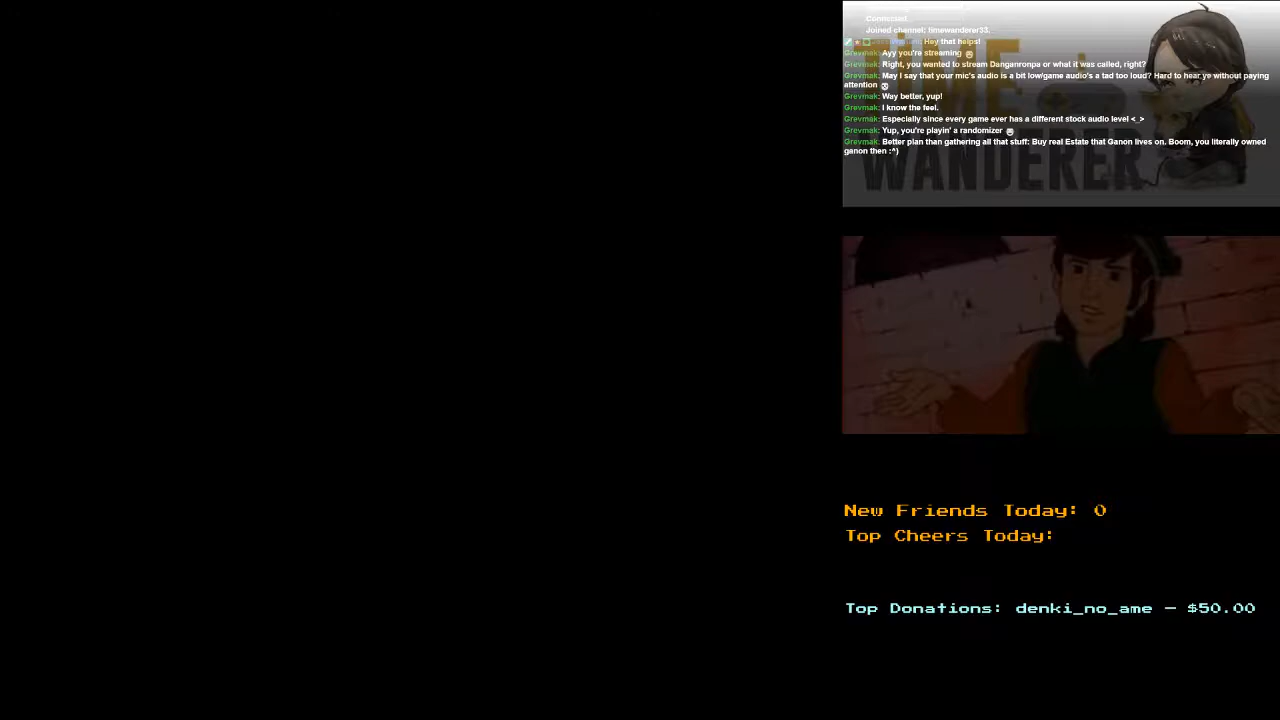 Connected.
Joined channel: timewanderer33.
Hey that helps!
Grevmak: Ayy you're streaming
Grevmak: Right, you wanted to stream Danganronpa or what it was called, right?
Grevmak: May I say that your mic's audio is a bit low/game audio's a tad too loud? Hard to hear ye without paying
attention
Grevmak: Way better, yup!
Grevmak: I know the feel.
Grevmak: Especially since every game ever has a different stock audio level <_>
Grevmak: Yup, you're playin' a randomizer
Grevmak: Better plan than gathering all that stuff: Buy real Estate that Ganon lives on. Boom, you literally owned
ganon then :^)
TIME
WANDERER
New Friends Today: 0
Top Cheers Today:
Top Donations: denki_no_ame — $50.00